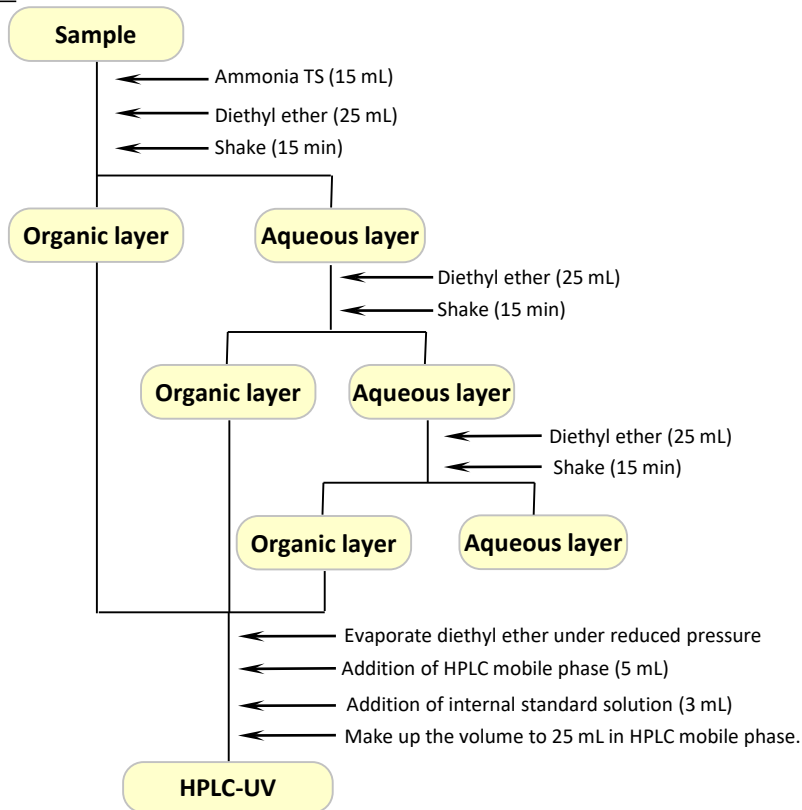 Sample
Ammonia TS (15 mL)
Diethyl ether (25 mL)
Shake (15 min)
Organic layer
Aqueous layer
Diethyl ether (25 mL)
Shake (15 min)
Organic layer
Aqueous layer
Diethyl ether (25 mL)
Shake (15 min)
Organic layer
Aqueous layer
Evaporate diethyl ether under reduced pressure
Addition of HPLC mobile phase (5 mL)
Addition of internal standard solution (3 mL)
Make up the volume to 25 mL in HPLC mobile phase.
HPLC-UV